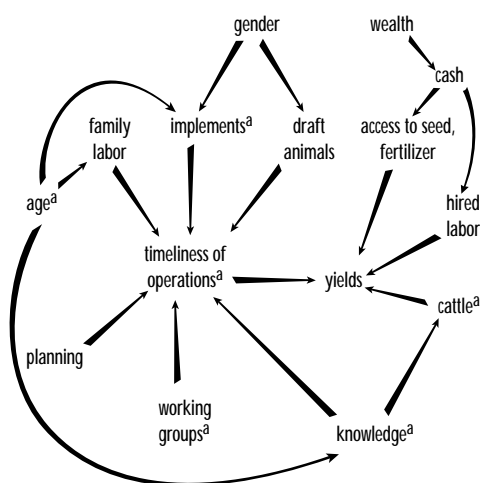 gender
wealth
cash
family
labor
implementsᵃ
draft
animals
access to seed,
fertilizer
ageᵃ
hired
labor
timeliness of
operationsᵃ
yields
cattleᵃ
planning
working
groupsᵃ
knowledgeᵃ